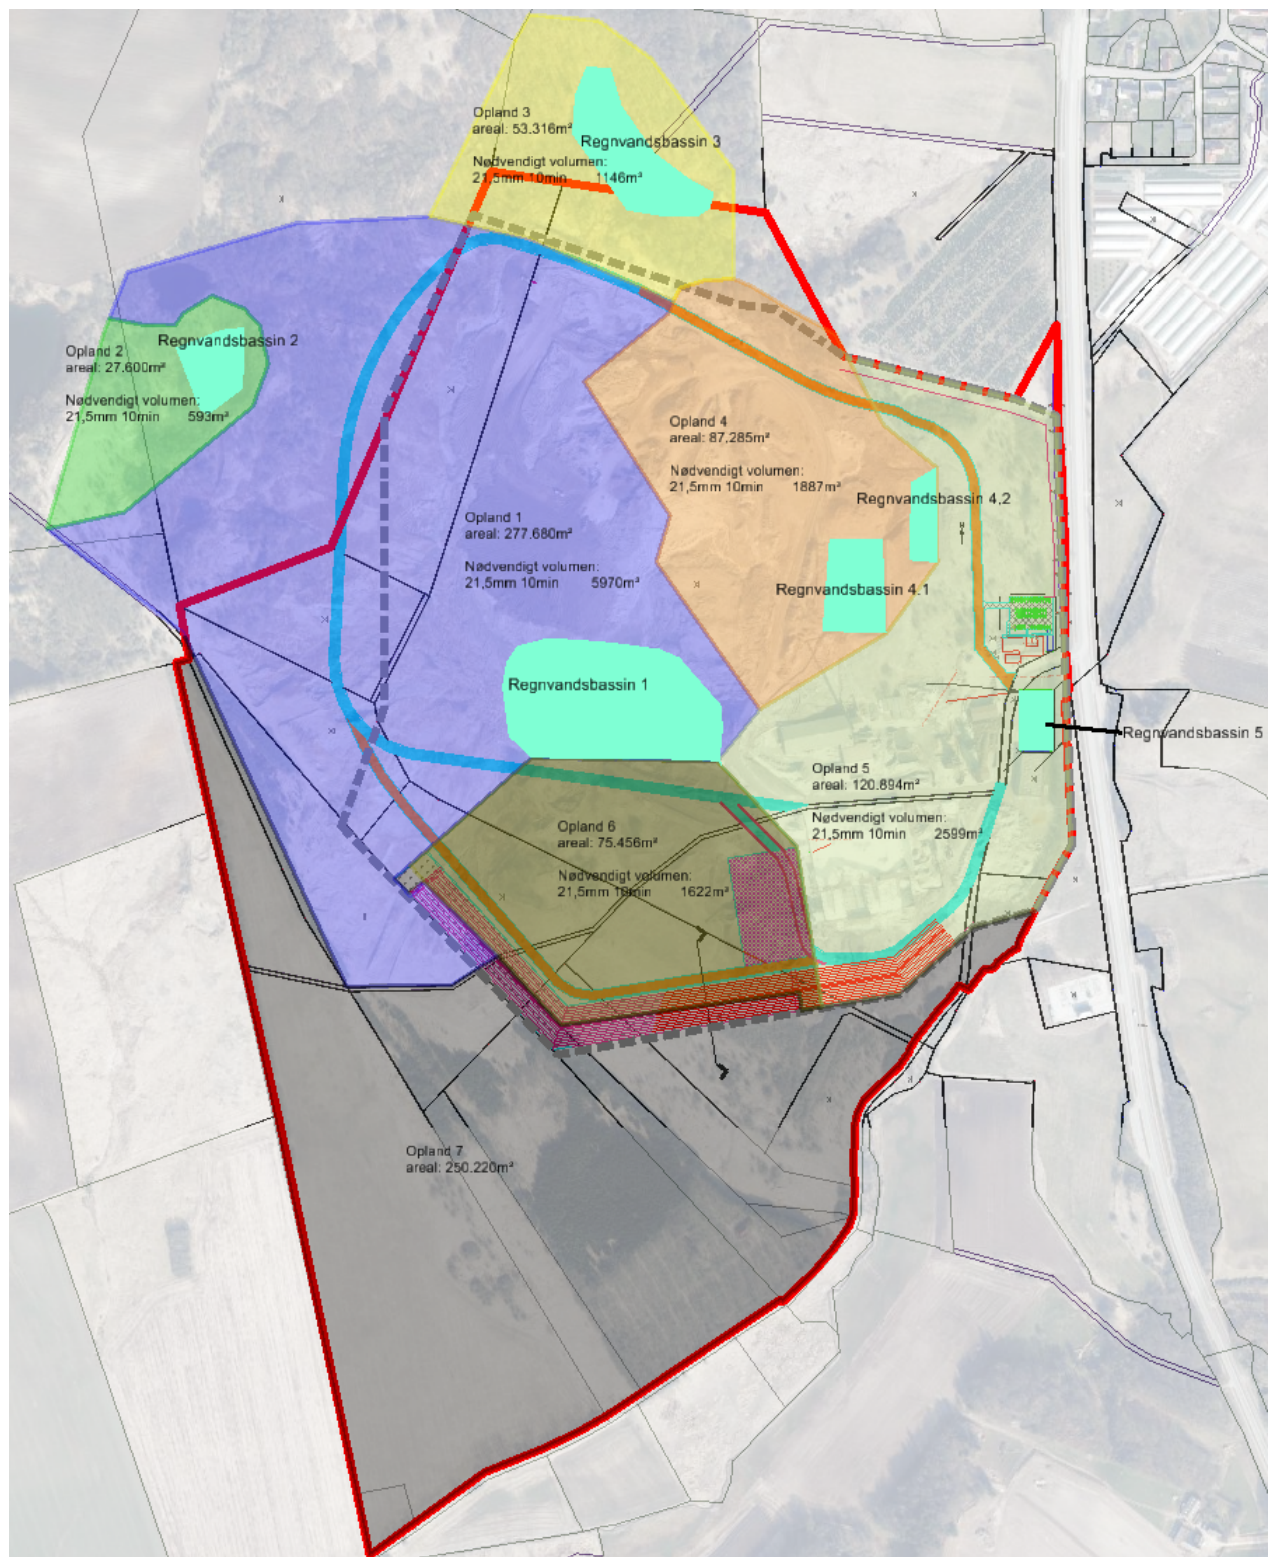 Opland 3
areal: 53.316m²
Nødvendigt volumen:
21,5mm 10min 1146m³
Regnvandsbassin 3
Opland 2
areal: 27.600m²
Nødvendigt volumen:
21,5mm 10min 593m³
Regnvandsbassin 2
Opland 4
areal: 87.285m²
Nødvendigt volumen:
21,5mm 10min 1887m³
Regnvandsbassin 4,2
Regnvandsbassin 4.1
Opland 1
areal: 277.680m²
Nødvendigt volumen:
21,5mm 10min 5970m³
Regnvandsbassin 1
Regnvandsbassin 5
Opland 5
areal: 120.894m²
Nødvendigt volumen:
21,5mm 10min 2599m³
Opland 6
areal: 75.456m²
Nødvendigt volumen:
21,5mm 10min 1622m³
Opland 7
areal: 250.220m²